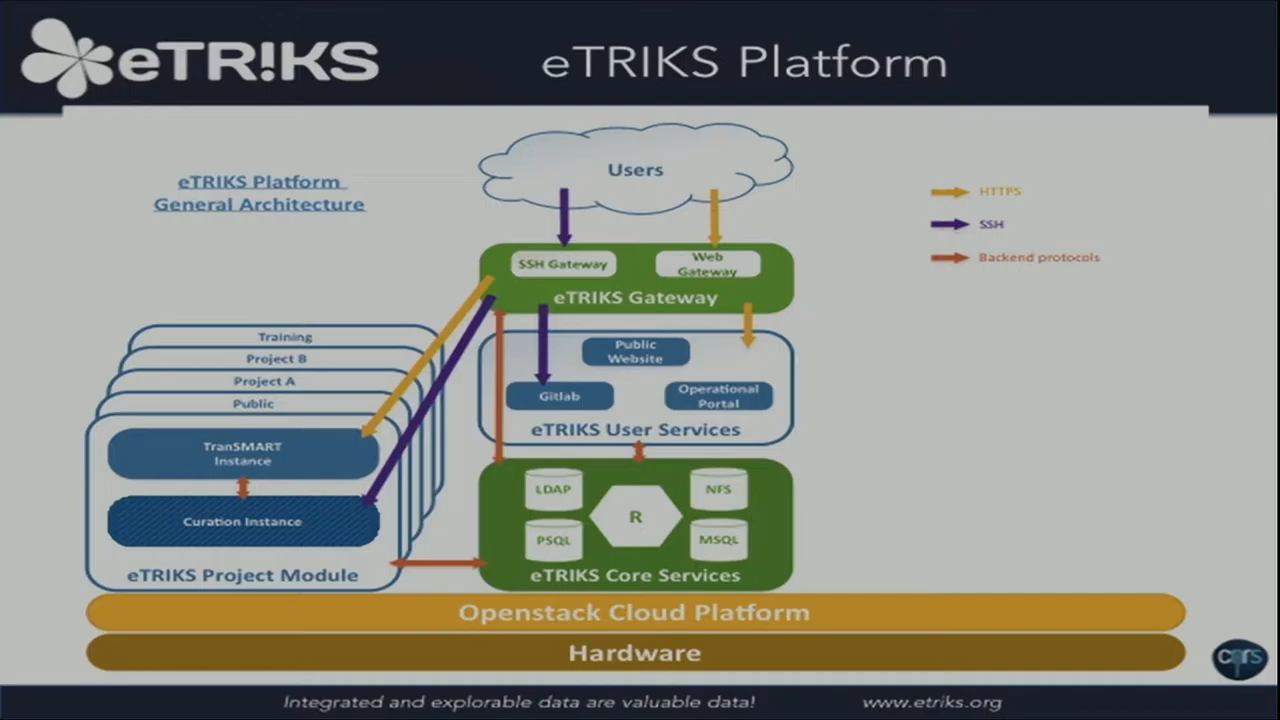 eTR!KS
eTRIKS Platform
eTRIKS Platform
General Architecture
Users
HTTPS
SSH
Backend protocols
SSH Gateway
Web
Gateway
eTRIKS Gateway
Training
Project B
Project A
Public
TranSMART
Instance
Curation Instance
eTRIKS Project Module
Public
Website
Gitlab
Operational
Portal
eTRIKS User Services
LDAP
NFS
R
PSQL
MSQL
eTRIKS Core Services
Openstack Cloud Platform
Hardware
cnrs
Integrated and explorable data are valuable data!
www.etriks.org